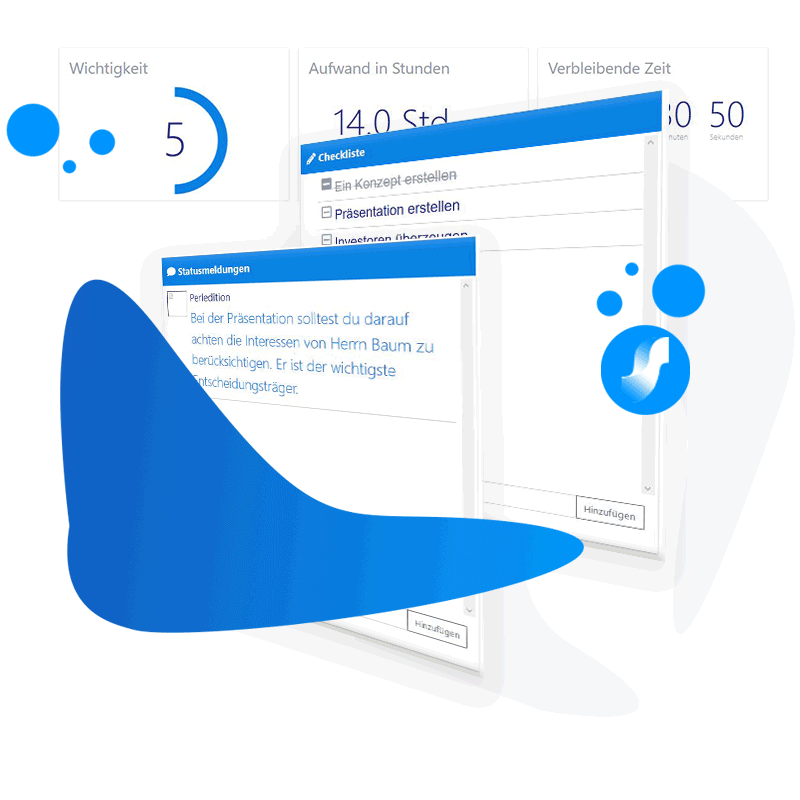 Wichtigkeit
5
Aufwand in Stunden
14.0 Std
Verbleibende Zeit
50
Sekunden
Checkliste
Ein Konzept erstellen
Präsentation erstellen
Investoren überzeugen
Hinzufügen
Statusmeldungen
Perledition
Bei der Präsentation solltest du darauf
achten die Interessen von Herrn Baum zu
berücksichtigen. Er ist der wichtigste
Entscheidungsträger.
Hinzufügen